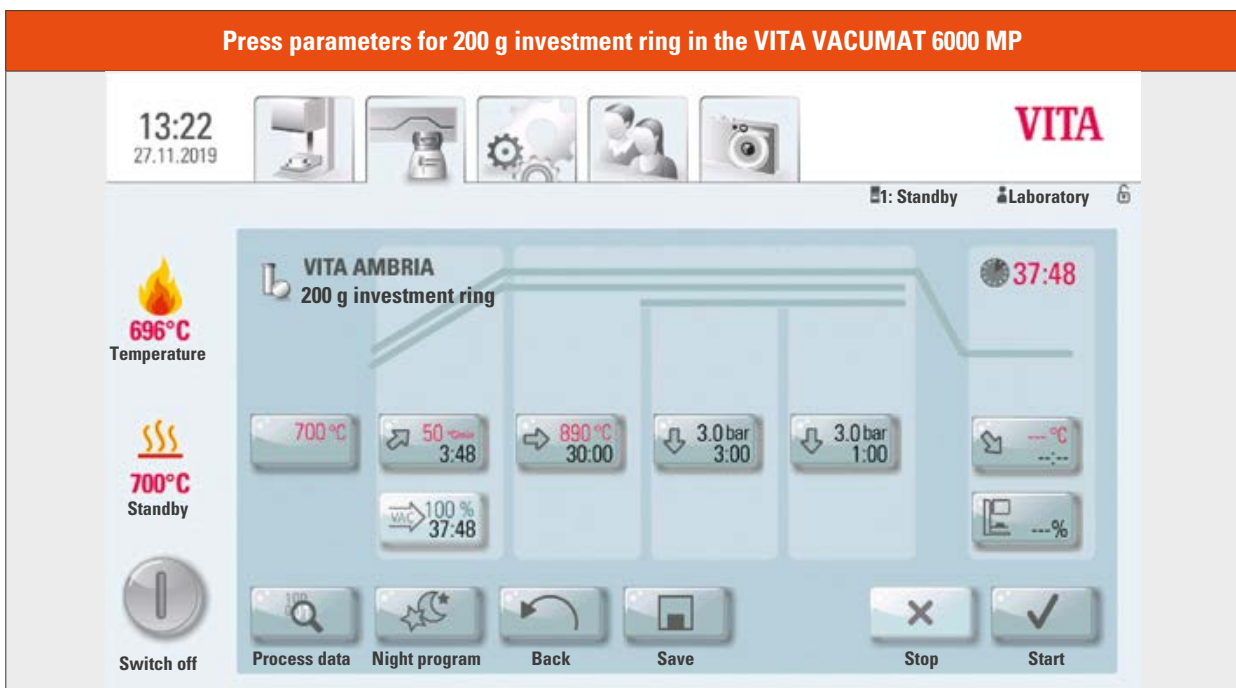 Press parameters for 200 g investment ring in the VITA VACUMAT 6000 MP
13:22
27.11.2019
VITA
1: Standby
Laboratory
VITA AMBRIA
200 g investment ring
37:48
696°C
Temperature
700°C
Standby
Switch off
700 °C
50 °C/min
3:48
890 °C
30:00
3.0 bar
3:00
3.0 bar
1:00
---°C
--:--
VAC 100 %
37:48
---%
Process data
Night program
Back
Save
Stop
Start